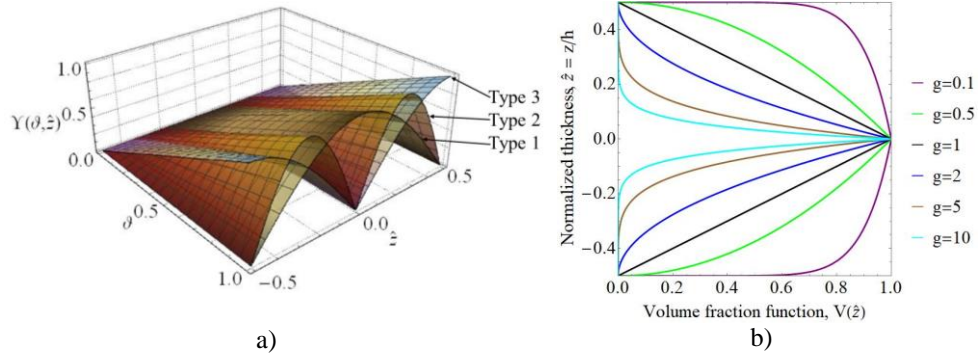 1.0
0.5
Υ(ϑ,ẑ)
0.0
Type 3
Type 2
Type 1
0.5
ϑ
0.5
0.0
ẑ
1.0
−0.5
a)
Normalized thickness, ẑ = z/h
0.4
0.2
0.0
−0.2
−0.4
0.0 0.2 0.4 0.6 0.8 1.0
Volume fraction function, V(ẑ)
g=0.1
g=0.5
g=1
g=2
g=5
g=10
b)